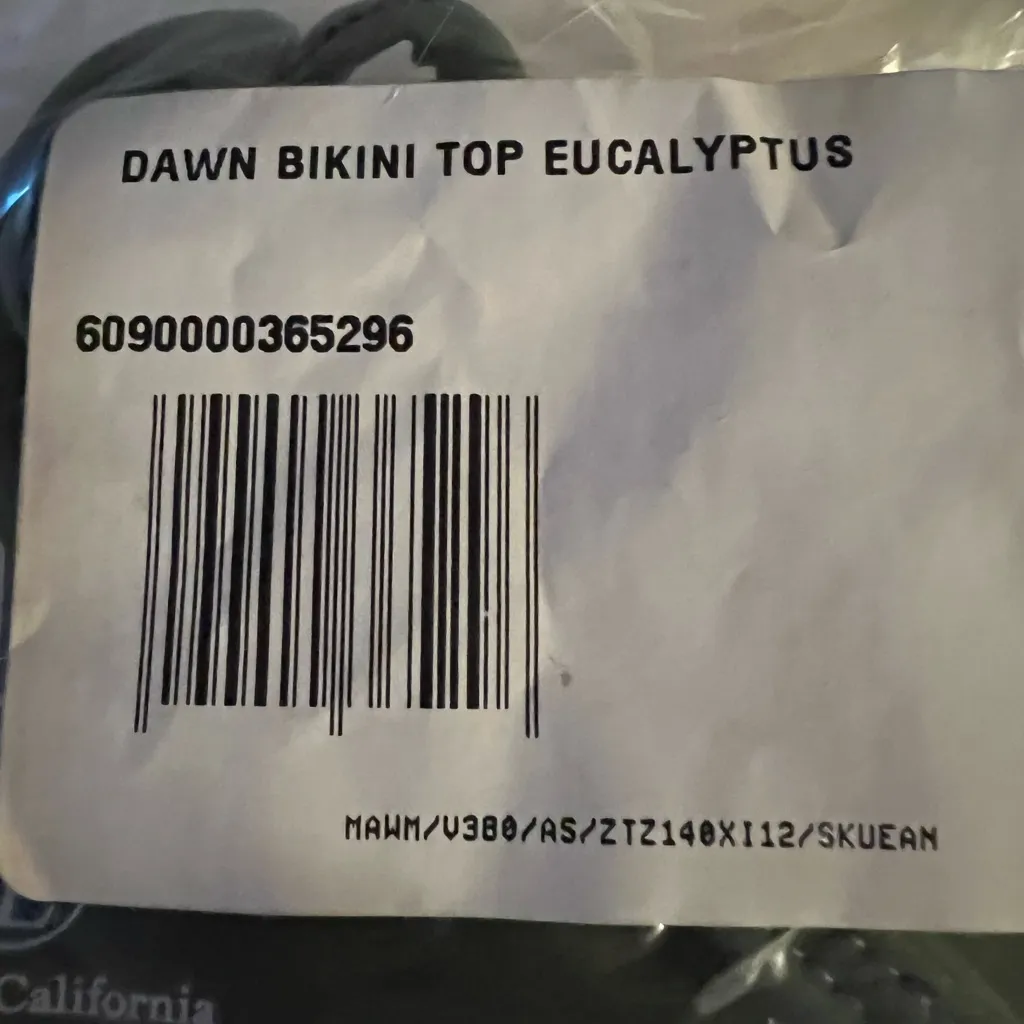 DAWN BIKINI TOP EUCALYPTUS
6090000365296
MAWM/V380/AS/ZTZ140XI12/SKUEAN
California